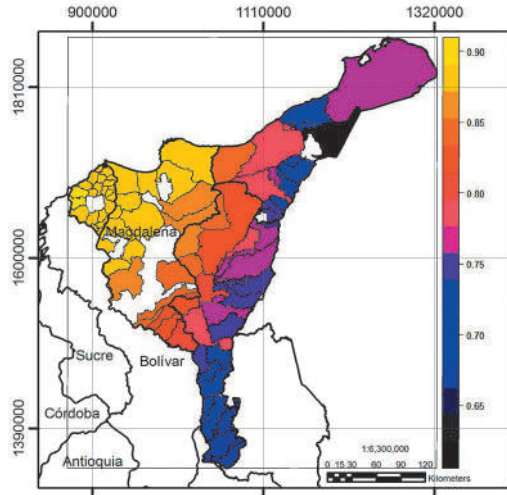 900000 1110000 1320000
1810000
1600000
1390000
0.90
0.85
0.80
0.75
0.70
0.65
Magdalena
Sucre
Bolívar
Córdoba
Antioquia
1:6,300,000
0 15 30 60 90 120
Kilometers